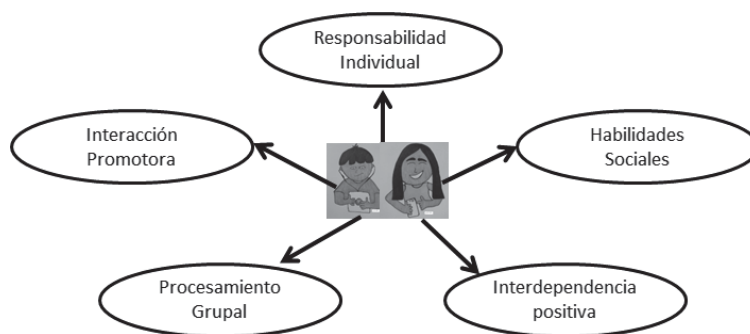 Responsabilidad
Individual
Interacción
Promotora
Habilidades
Sociales
Procesamiento
Grupal
Interdependencia
positiva